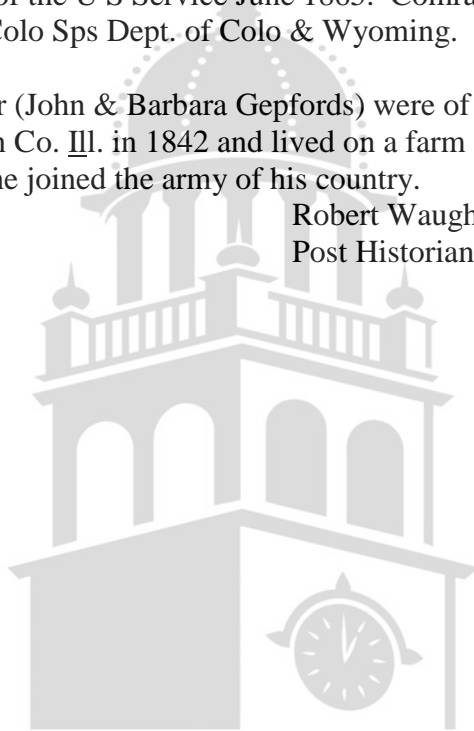 of the U S Service June 1865. Comra
Colo Sps Dept. of Colo & Wyoming.
r (John & Barbara Gepfords) were of
n Co. Ill. in 1842 and lived on a farm
he joined the army of his country.
Robert Waugh
Post Historian